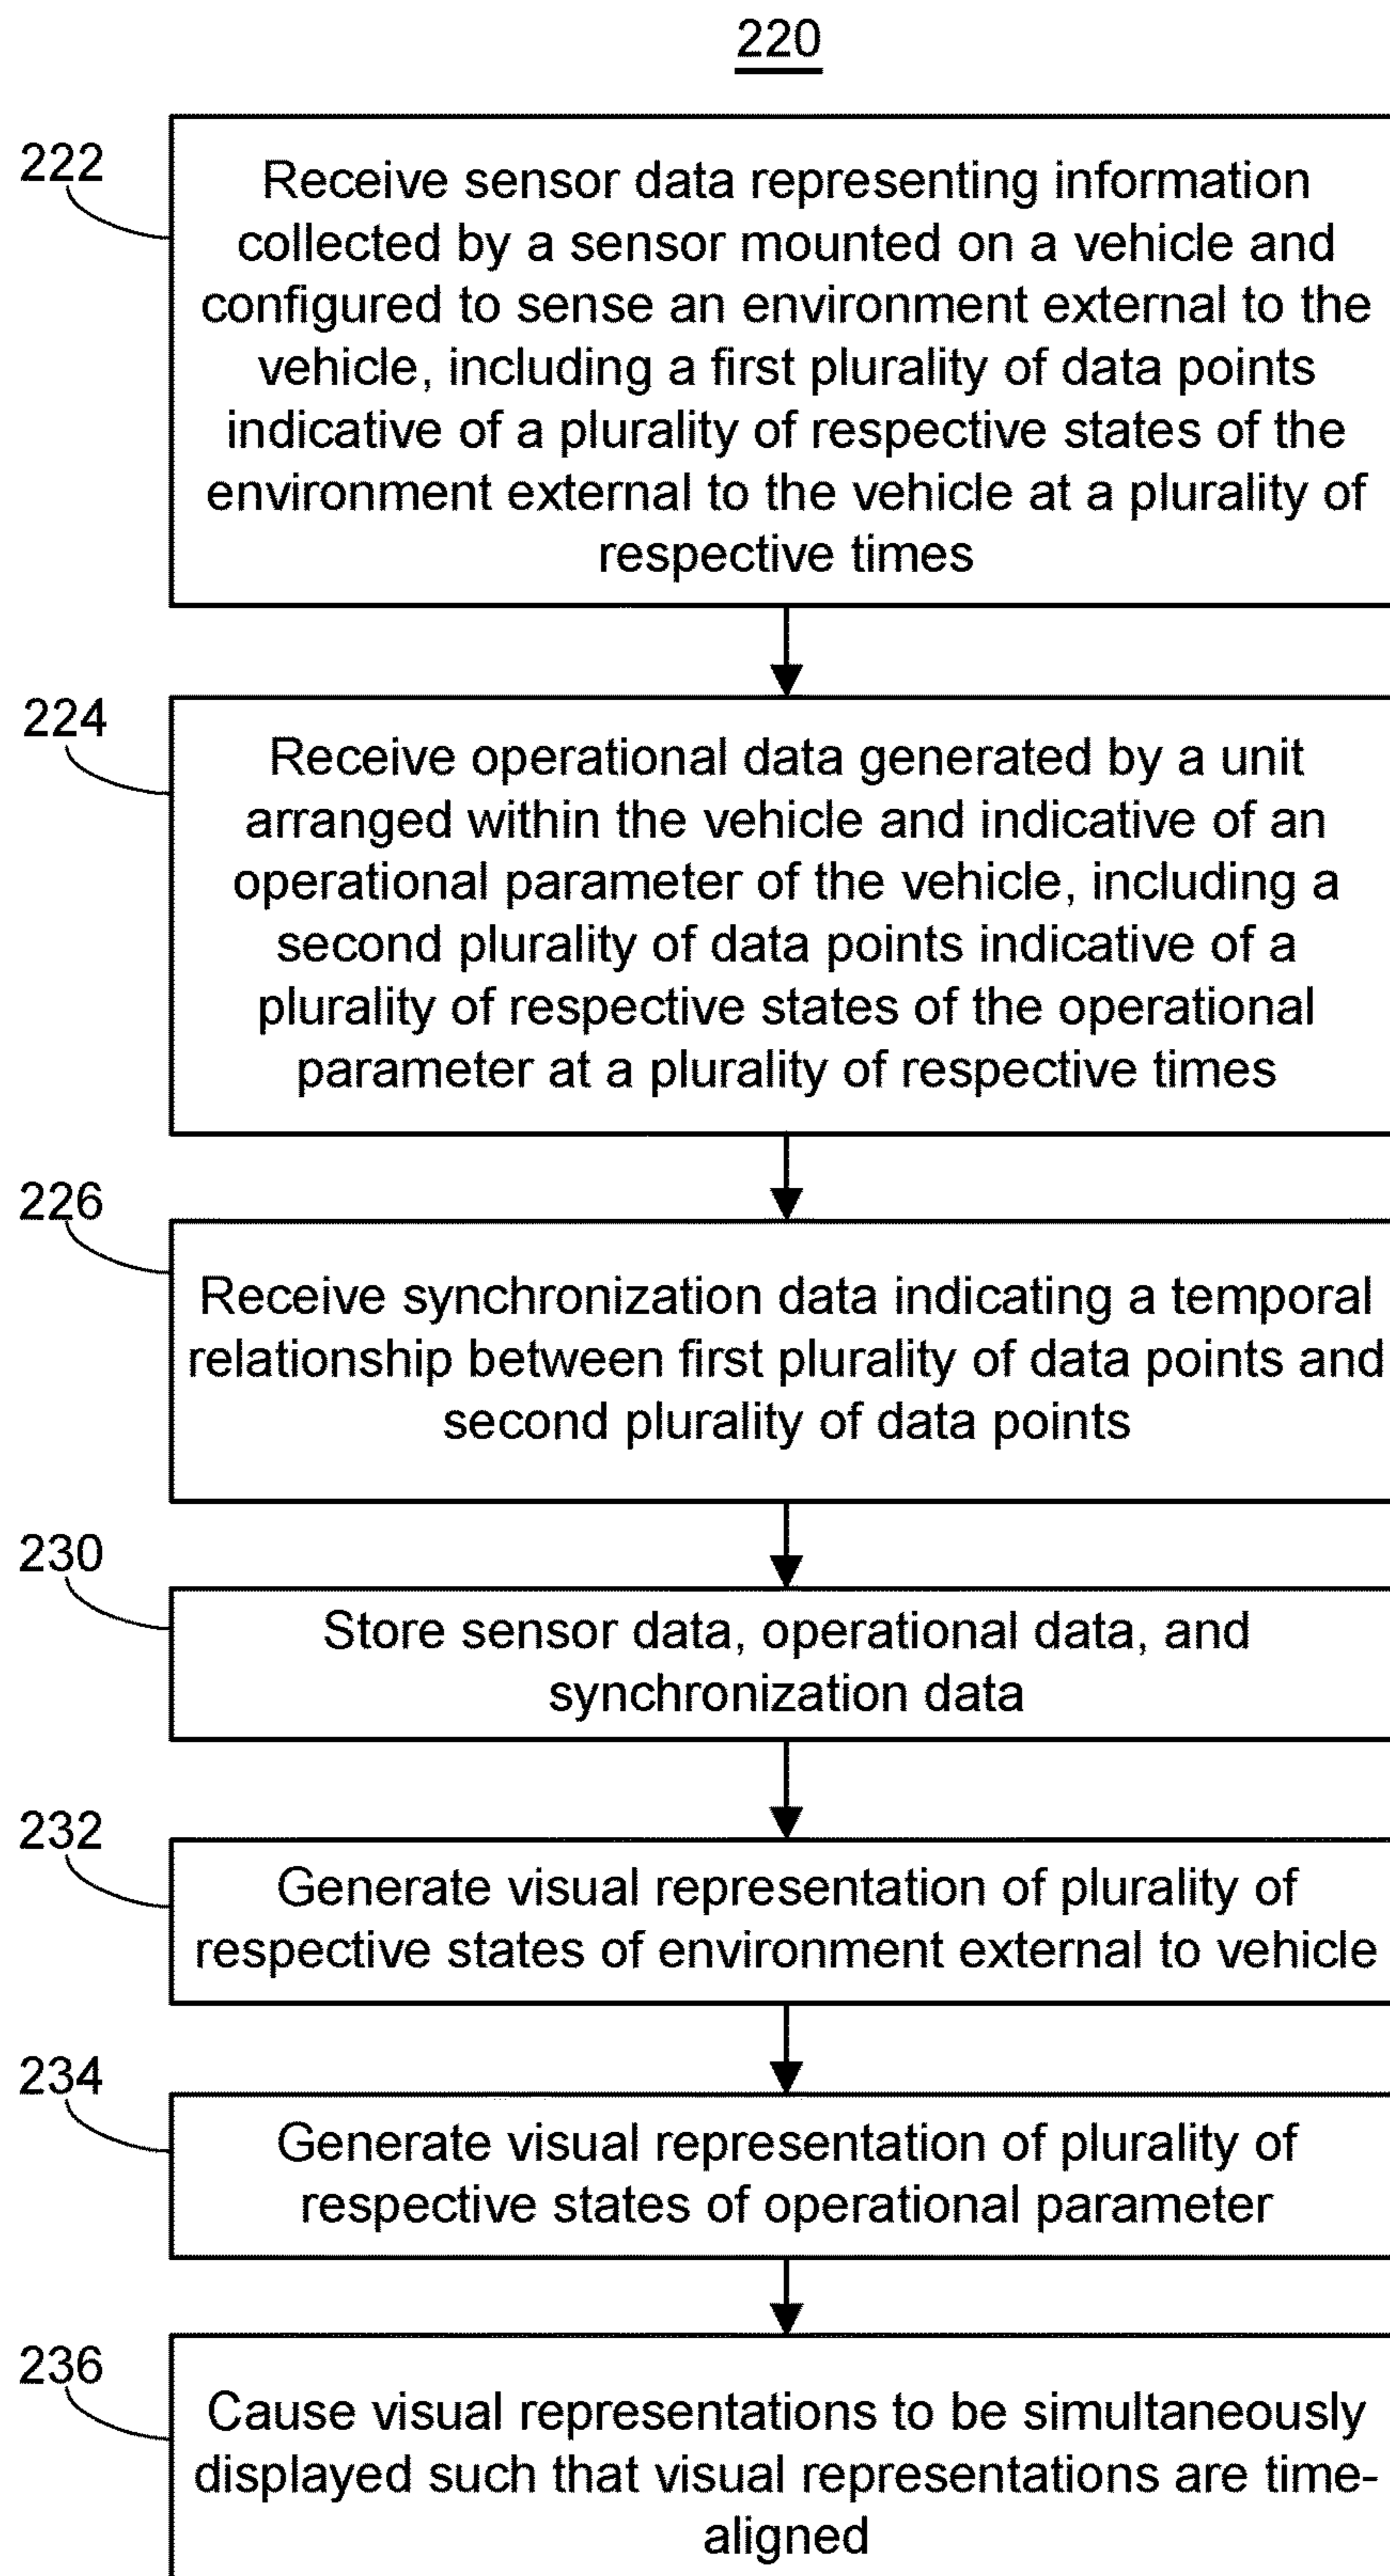 220
222
Receive sensor data representing information
collected by a sensor mounted on a vehicle and
configured to sense an environment external to the
vehicle, including a first plurality of data points
indicative of a plurality of respective states of the
environment external to the vehicle at a plurality of
respective times
224
Receive operational data generated by a unit
arranged within the vehicle and indicative of an
operational parameter of the vehicle, including a
second plurality of data points indicative of a
plurality of respective states of the operational
parameter at a plurality of respective times
226
Receive synchronization data indicating a temporal
relationship between first plurality of data points and
second plurality of data points
230
Store sensor data, operational data, and
synchronization data
232
Generate visual representation of plurality of
respective states of environment external to vehicle
234
Generate visual representation of plurality of
respective states of operational parameter
236
Cause visual representations to be simultaneously
displayed such that visual representations are time-
aligned